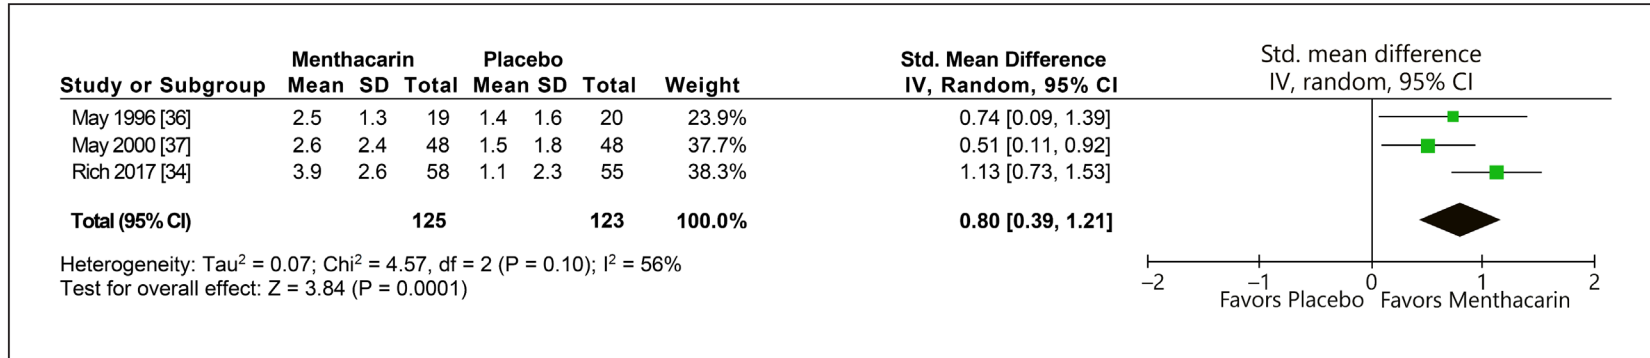 Menthacarin Placebo Std. Mean Difference Std. mean difference
Study or Subgroup Mean SD Total Mean SD Total Weight IV, Random, 95% CI IV, random, 95% CI
May 1996 [36] 2.5 1.3 19 1.4 1.6 20 23.9% 0.74 [0.09, 1.39]
May 2000 [37] 2.6 2.4 48 1.5 1.8 48 37.7% 0.51 [0.11, 0.92]
Rich 2017 [34] 3.9 2.6 58 1.1 2.3 55 38.3% 1.13 [0.73, 1.53]
Total (95% CI) 125 123 100.0% 0.80 [0.39, 1.21]
Heterogeneity: Tau² = 0.07; Chi² = 4.57, df = 2 (P = 0.10); I² = 56%
Test for overall effect: Z = 3.84 (P = 0.0001)
−2 −1 0 1 2
Favors Placebo Favors Menthacarin